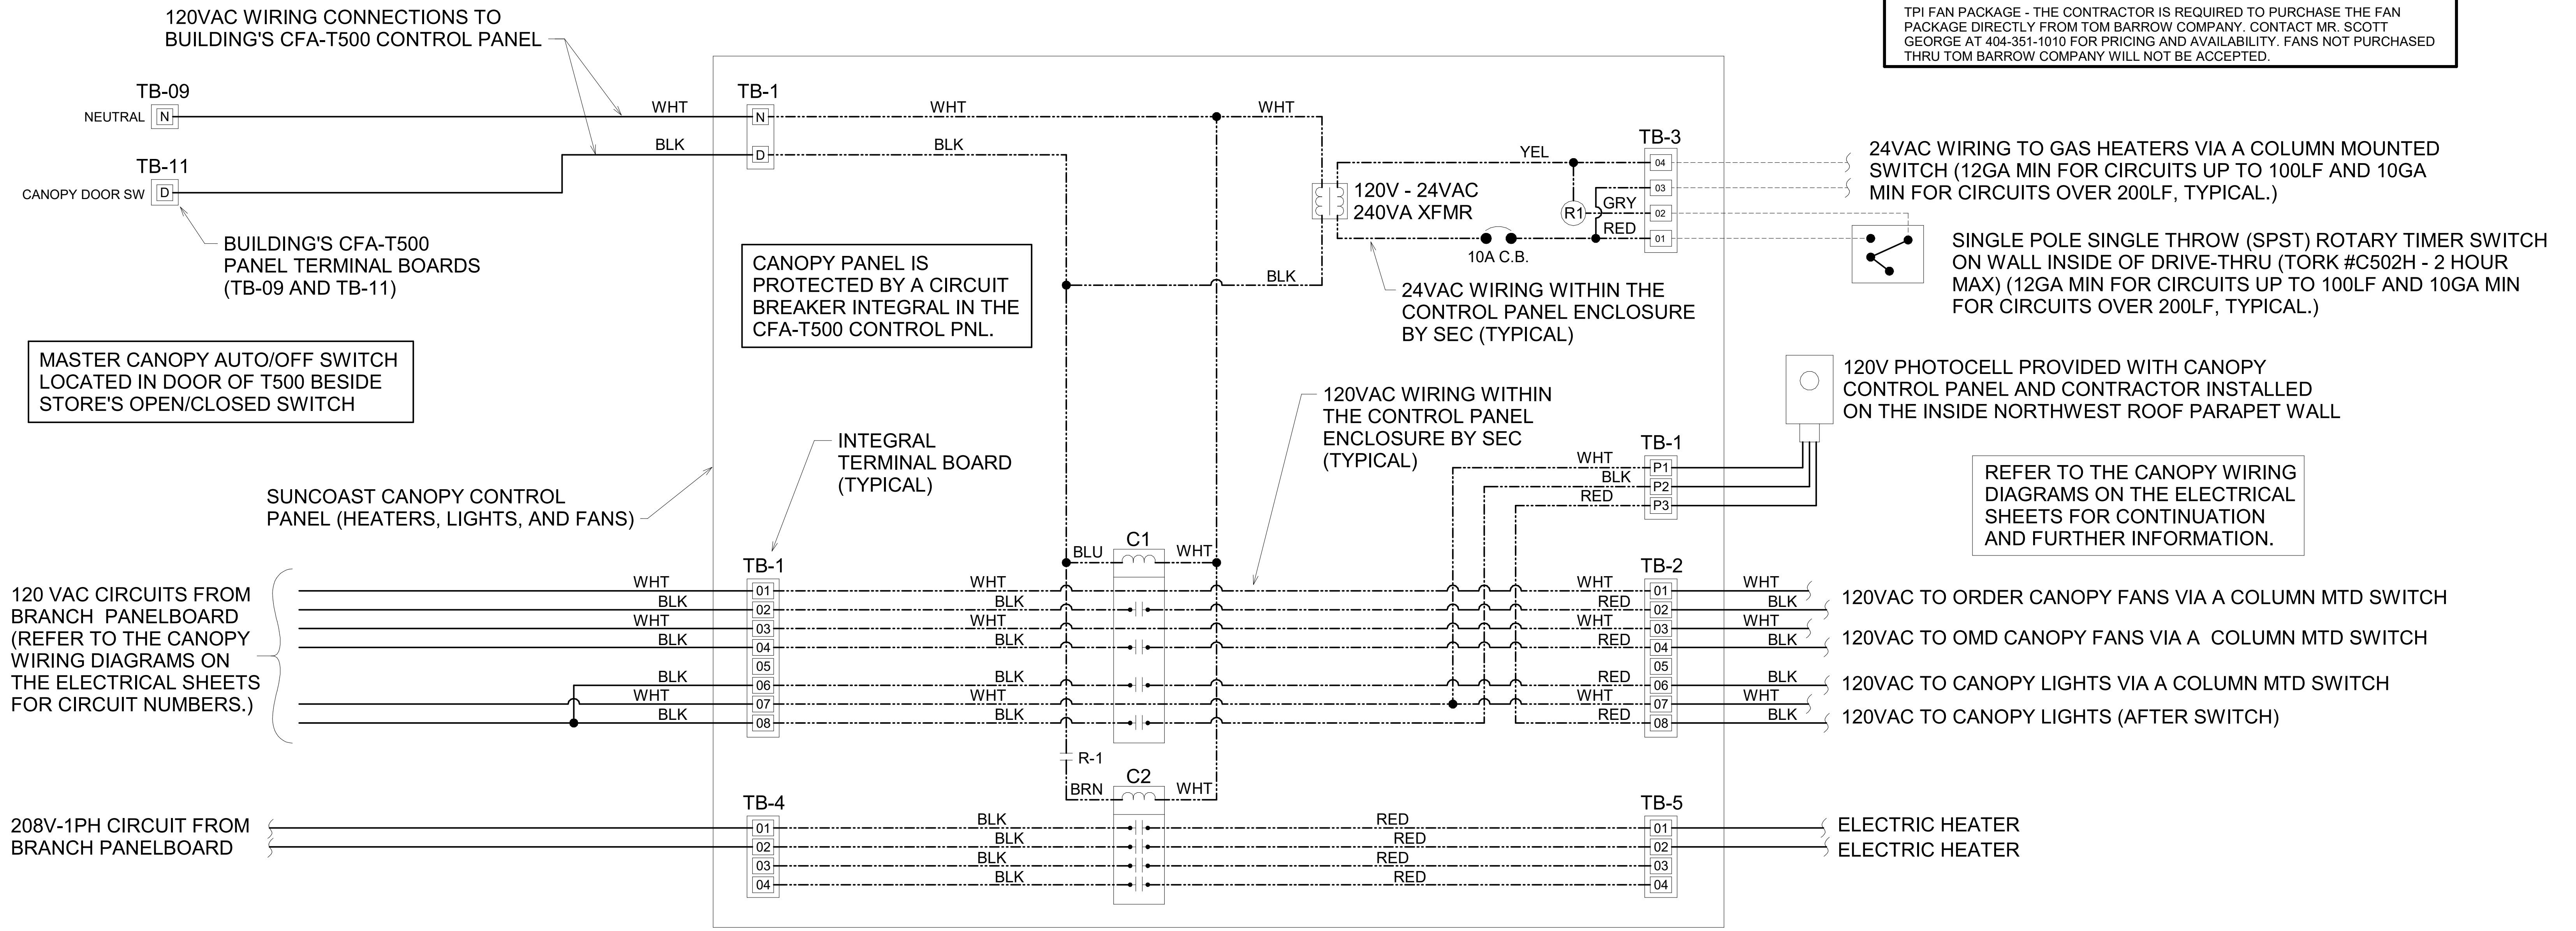 120VAC WIRING CONNECTIONS TO
BUILDING'S CFA-T500 CONTROL PANEL
TPI FAN PACKAGE - THE CONTRACTOR IS REQUIRED TO PURCHASE THE FAN
PACKAGE DIRECTLY FROM TOM BARROW COMPANY. CONTACT MR. SCOTT
GEORGE AT 404-351-1010 FOR PRICING AND AVAILABILITY. FANS NOT PURCHASED
THRU TOM BARROW COMPANY WILL NOT BE ACCEPTED.
TB-09
NEUTRAL N
WHT
TB-11
CANOPY DOOR SW D
BLK
BUILDING'S CFA-T500
PANEL TERMINAL BOARDS
(TB-09 AND TB-11)
MASTER CANOPY AUTO/OFF SWITCH
LOCATED IN DOOR OF T500 BESIDE
STORE'S OPEN/CLOSED SWITCH
SUNCOAST CANOPY CONTROL
PANEL (HEATERS, LIGHTS, AND FANS)
TB-1
N
D
WHT
BLK
WHT
CANOPY PANEL IS
PROTECTED BY A CIRCUIT
BREAKER INTEGRAL IN THE
CFA-T500 CONTROL PNL.
BLK
120V - 24VAC
240VA XFMR
YEL
R1
GRY
RED
10A C.B.
24VAC WIRING WITHIN THE
CONTROL PANEL ENCLOSURE
BY SEC (TYPICAL)
TB-3
04
03
02
01
24VAC WIRING TO GAS HEATERS VIA A COLUMN MOUNTED
SWITCH (12GA MIN FOR CIRCUITS UP TO 100LF AND 10GA
MIN FOR CIRCUITS OVER 200LF, TYPICAL.)
SINGLE POLE SINGLE THROW (SPST) ROTARY TIMER SWITCH
ON WALL INSIDE OF DRIVE-THRU (TORK #C502H - 2 HOUR
MAX) (12GA MIN FOR CIRCUITS UP TO 100LF AND 10GA MIN
FOR CIRCUITS OVER 200LF, TYPICAL.)
120V PHOTOCELL PROVIDED WITH CANOPY
CONTROL PANEL AND CONTRACTOR INSTALLED
ON THE INSIDE NORTHWEST ROOF PARAPET WALL
REFER TO THE CANOPY WIRING
DIAGRAMS ON THE ELECTRICAL
SHEETS FOR CONTINUATION
AND FURTHER INFORMATION.
120VAC WIRING WITHIN
THE CONTROL PANEL
ENCLOSURE BY SEC
(TYPICAL)
INTEGRAL
TERMINAL BOARD
(TYPICAL)
TB-1
WHT P1
BLK P2
RED P3
C1
BLU WHT
120 VAC CIRCUITS FROM
BRANCH PANELBOARD
(REFER TO THE CANOPY
WIRING DIAGRAMS ON
THE ELECTRICAL SHEETS
FOR CIRCUIT NUMBERS.)
TB-1
TB-2
WHT 01 WHT WHT 01 WHT
BLK 02 BLK RED 02 BLK
WHT 03 WHT WHT 03 WHT
BLK 04 BLK RED 04 BLK
05 05
BLK 06 BLK RED 06 BLK
WHT 07 WHT WHT 07 WHT
BLK 08 BLK RED 08 BLK
120VAC TO ORDER CANOPY FANS VIA A COLUMN MTD SWITCH
120VAC TO OMD CANOPY FANS VIA A COLUMN MTD SWITCH
120VAC TO CANOPY LIGHTS VIA A COLUMN MTD SWITCH
120VAC TO CANOPY LIGHTS (AFTER SWITCH)
R-1
C2
BRN WHT
208V-1PH CIRCUIT FROM
BRANCH PANELBOARD
TB-4
TB-5
01 BLK RED 01
02 BLK RED 02
03 BLK RED 03
04 BLK RED 04
ELECTRIC HEATER
ELECTRIC HEATER